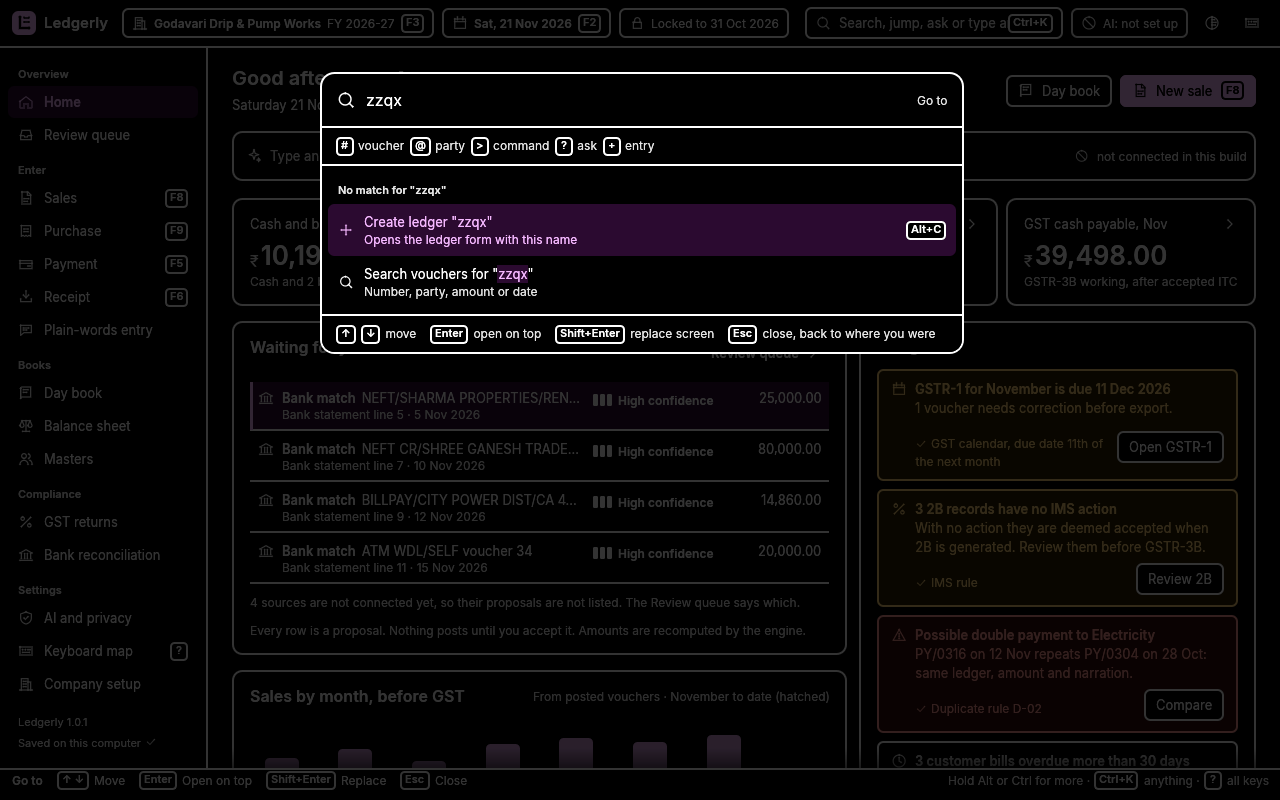 Ledgerly
Godavari Drip & Pump Works FY 2026-27 F3
Sat, 21 Nov 2026 F2
Locked to 31 Oct 2026
Search, jump, ask or type a Ctrl+K
AI: not set up
Overview
Home
Review queue
Enter
Sales F8
Purchase F9
Payment F5
Receipt F6
Plain-words entry
Books
Day book
Balance sheet
Masters
Compliance
GST returns
Bank reconciliation
Settings
AI and privacy
Keyboard map ?
Company setup
Ledgerly 1.0.1
Saved on this computer
Good
Saturday 21
Day book
New sale F8
zzqx
Go to
# voucher @ party > command ? ask + entry
No match for "zzqx"
Create ledger "zzqx"
Opens the ledger form with this name
Alt+C
Search vouchers for "zzqx"
Number, party, amount or date
↑ ↓ move Enter open on top Shift+Enter replace screen Esc close, back to where you were
Type
not connected in this build
Cash and
₹10,19
Cash and 2
GST cash payable, Nov
₹39,498.00
GSTR-3B working, after accepted ITC
Waiting
Review queue
Bank match NEFT/SHARMA PROPERTIES/REN...
Bank statement line 5 · 5 Nov 2026
High confidence
25,000.00
Bank match NEFT CR/SHREE GANESH TRADE...
Bank statement line 7 · 10 Nov 2026
High confidence
80,000.00
Bank match BILLPAY/CITY POWER DIST/CA 4...
Bank statement line 9 · 12 Nov 2026
High confidence
14,860.00
Bank match ATM WDL/SELF voucher 34
Bank statement line 11 · 15 Nov 2026
High confidence
20,000.00
4 sources are not connected yet, so their proposals are not listed. The Review queue says which.
Every row is a proposal. Nothing posts until you accept it. Amounts are recomputed by the engine.
Sales by month, before GST
From posted vouchers · November to date (hatched)
GSTR-1 for November is due 11 Dec 2026
1 voucher needs correction before export.
✓ GST calendar, due date 11th of
the next month
Open GSTR-1
3 2B records have no IMS action
With no action they are deemed accepted when
2B is generated. Review them before GSTR-3B.
✓ IMS rule
Review 2B
Possible double payment to Electricity
PY/0316 on 12 Nov repeats PY/0304 on 28 Oct:
same ledger, amount and narration.
✓ Duplicate rule D-02
Compare
3 customer bills overdue more than 30 days
Go to ↑↓ Move Enter Open on top Shift+Enter Replace Esc Close
Hold Alt or Ctrl for more · Ctrl+K anything · ? all keys